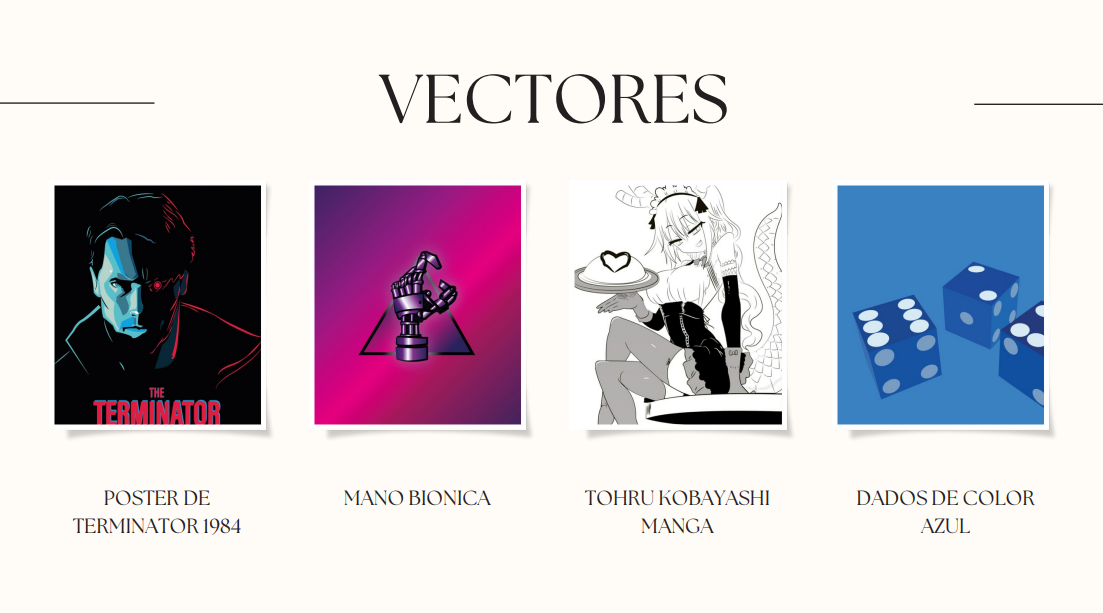 VECTORES
THE
TERMINATOR
POSTER DE
TERMINATOR 1984
MANO BIONICA
TOHRU KOBAYASHI
MANGA
DADOS DE COLOR
AZUL